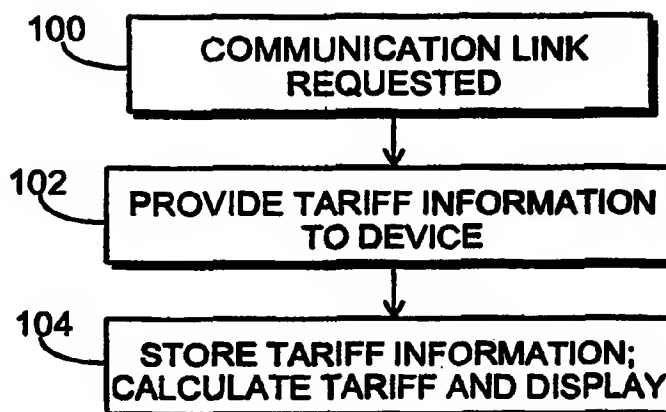 100
COMMUNICATION LINK
REQUESTED
102
PROVIDE TARIFF INFORMATION
TO DEVICE
104
STORE TARIFF INFORMATION;
CALCULATE TARIFF AND DISPLAY